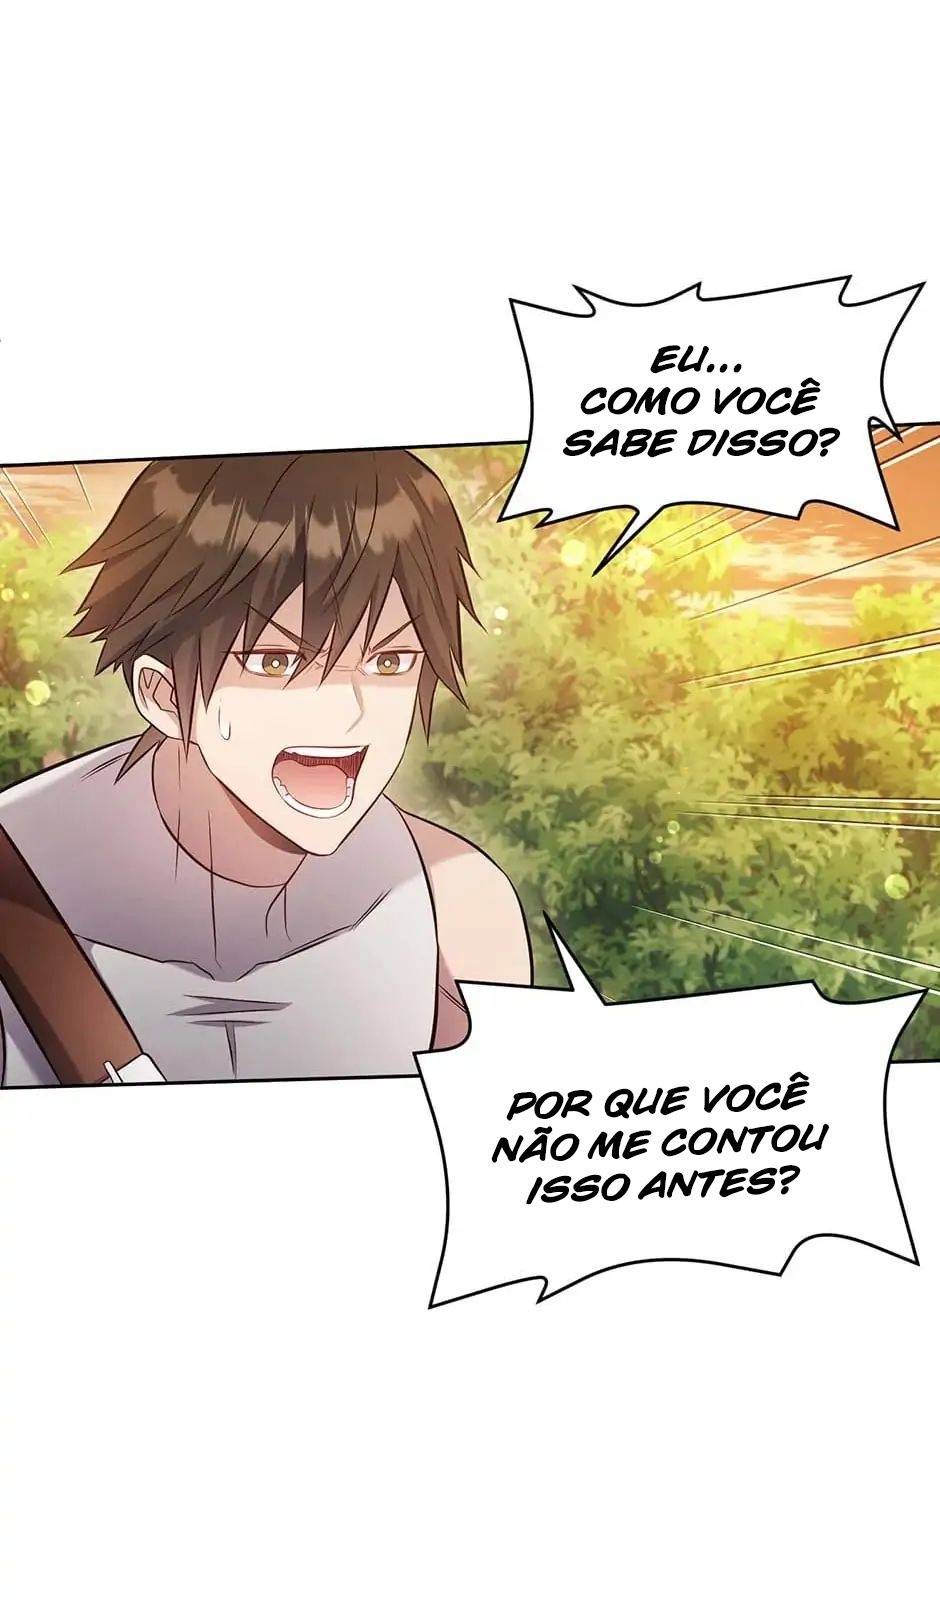 EU...
COMO VOCÊ
SABE DISSO?
POR QUE VOCÊ
NÃO ME CONTOU
ISSO ANTES?